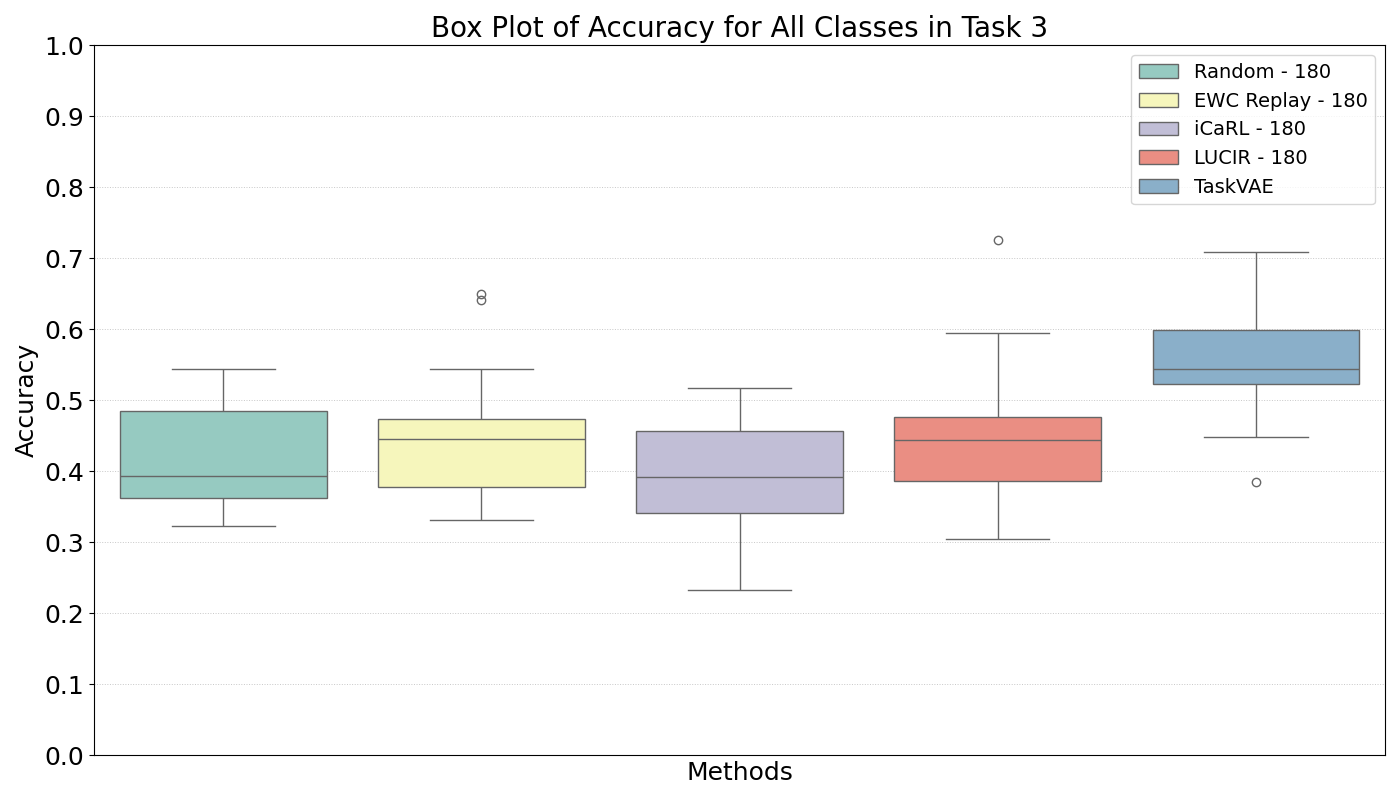 Box Plot of Accuracy for All Classes in Task 3
1.0
0.9
0.8
0.7
0.6
0.5
0.4
0.3
0.2
0.1
0.0
Accuracy
Methods
Random - 180
EWC Replay - 180
iCaRL - 180
LUCIR - 180
TaskVAE